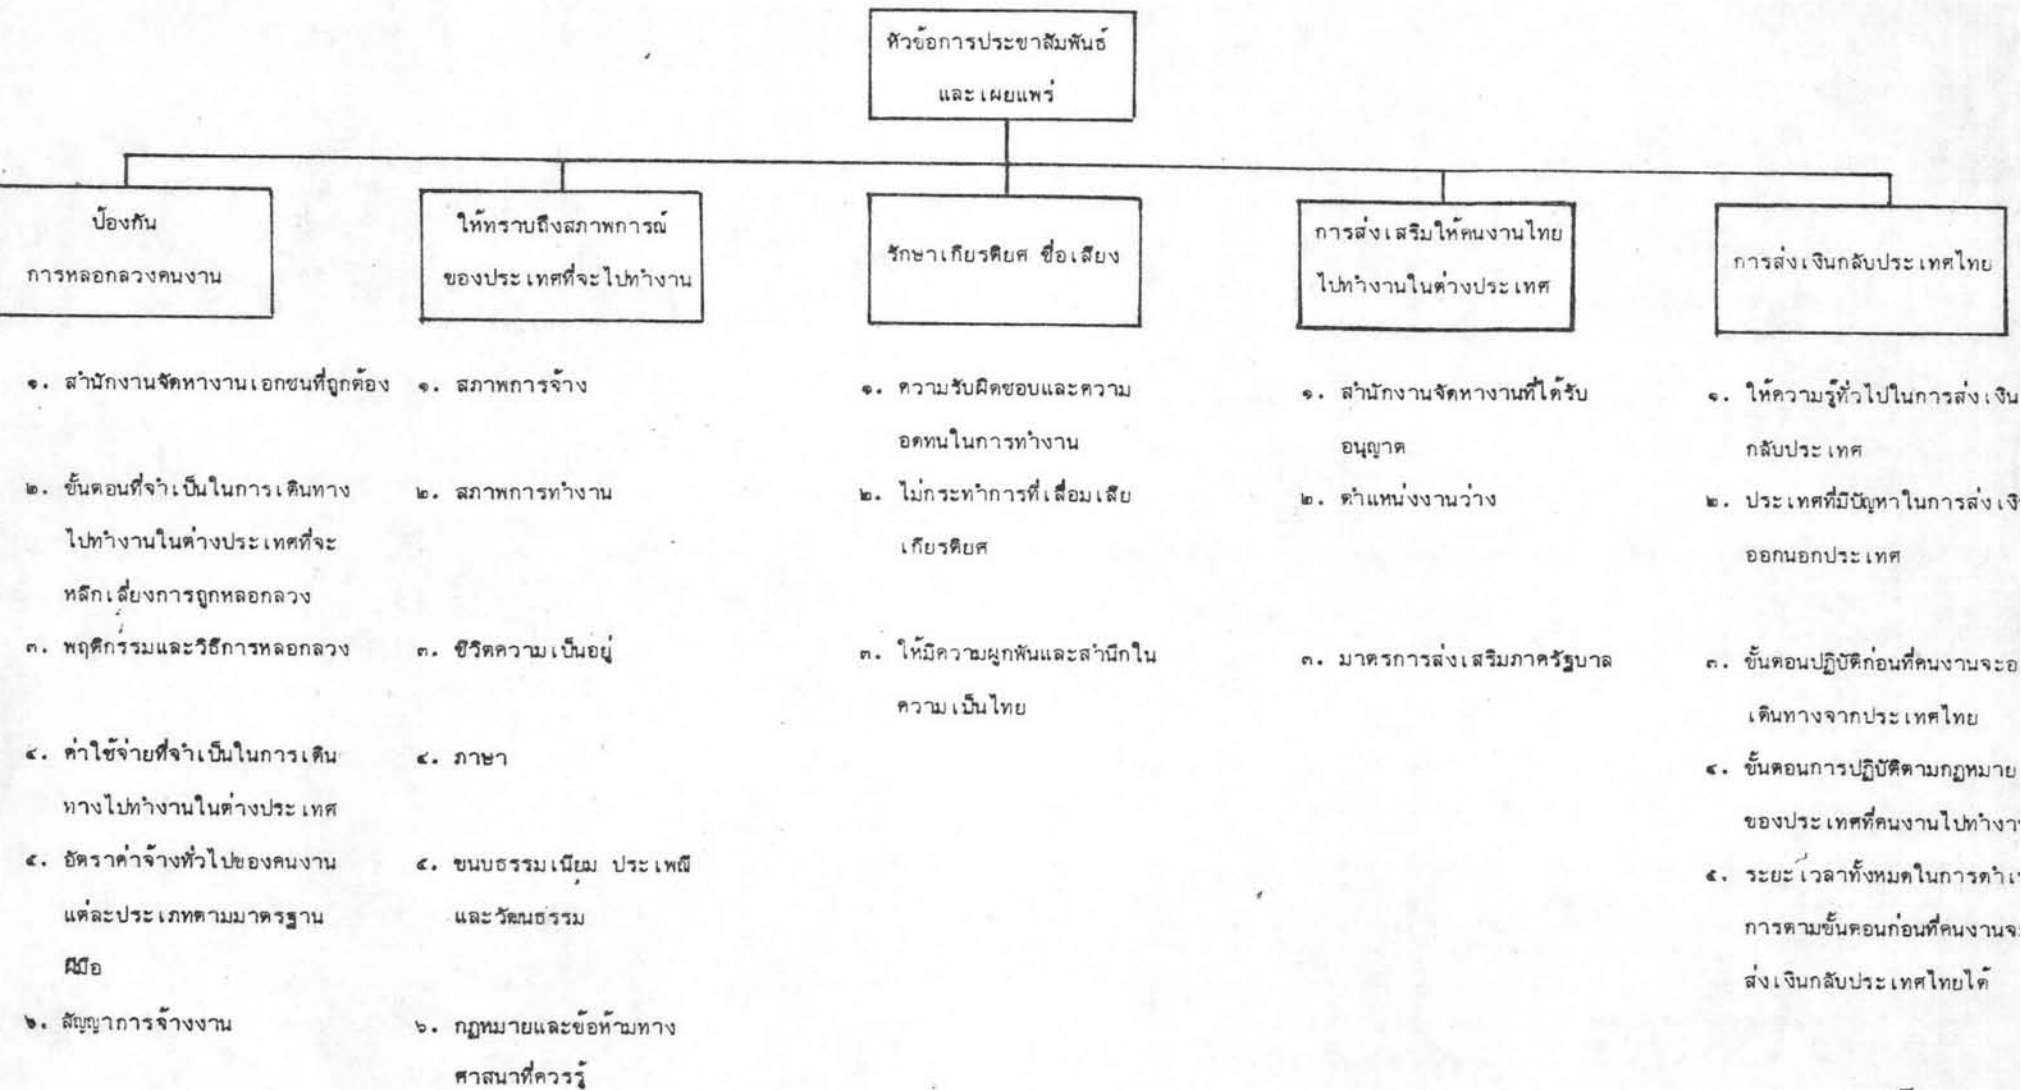 หัวข้อการประชาสัมพันธ์
และเผยแพร่
ป้องกัน
การหลอกลวงคนงาน
๑. สำนักงานจัดหางานเอกชนที่ถูกต้อง
๒. ขั้นตอนที่จำเป็นในการเดินทาง
ไปทำงานในต่างประเทศที่จะ
หลีกเลี่ยงการถูกหลอกลวง
๓. พฤติกรรมและวิธีการหลอกลวง
๔. ค่าใช้จ่ายที่จำเป็นในการเดิน
ทางไปทำงานในต่างประเทศ
๕. อัตราค่าจ้างทั่วไปของคนงาน
แต่ละประเภทตามมาตรฐาน
ฝีมือ
๖. สัญญาการจ้างงาน
ให้ทราบถึงสภาพการณ์
ของประเทศที่จะไปทำงาน
๑. สภาพการจ้าง
๒. สภาพการทำงาน
๓. ชีวิตความเป็นอยู่
๔. ภาษา
๕. ขนบธรรมเนียม ประเพณี
และวัฒนธรรม
๖. กฏหมายและข้อห้ามทาง
ศาสนาที่ควรรู้
รักษาเกียรติยศ ชื่อเสียง
๑. ความรับผิดชอบและความ
อดทนในการทำงาน
๒. ไม่กระทำการที่เสื่อมเสีย
เกียรติยศ
๓. ให้มีความผูกพันและสำนึกใน
ความเป็นไทย
การส่งเสริมให้คนงานไทย
ไปทำงานในต่างประเทศ
๑. สำนักงานจัดหางานที่ได้รับ
อนุญาต
๒. ตำแหน่งงานว่าง
๓. มาตรการส่งเสริมภาครัฐบาล
การส่งเงินกลับประเทศไทย
๑. ให้ความรู้ทั่วไปในการส่งเงิน
กลับประเทศ
๒. ประเทศที่มีปัญหาในการส่ง
ออกนอกประเทศ
๓. ขั้นตอนปฏิบัติก่อนที่คนงานจะ
เดินทางจากประเทศไทย
๔. ขั้นตอนการปฏิบัติตามกฏหมาย
ของประเทศที่คนงานไป
๕. ระยะเวลาทั้งหมดในการ
การตามขั้นตอนก่อนที่คนงาน
ส่งเงินกลับประเทศไทยได้